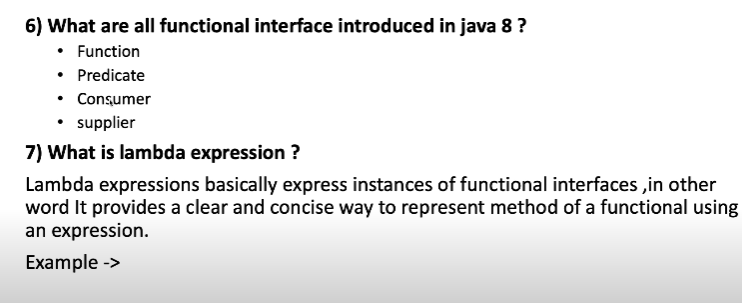 6) What are all functional interface introduced in java 8 ?
• Function
• Predicate
• Consumer
• supplier
7) What is lambda expression ?
Lambda expressions basically express instances of functional interfaces ,in other
word It provides a clear and concise way to represent method of a functional using
an expression.
Example ->